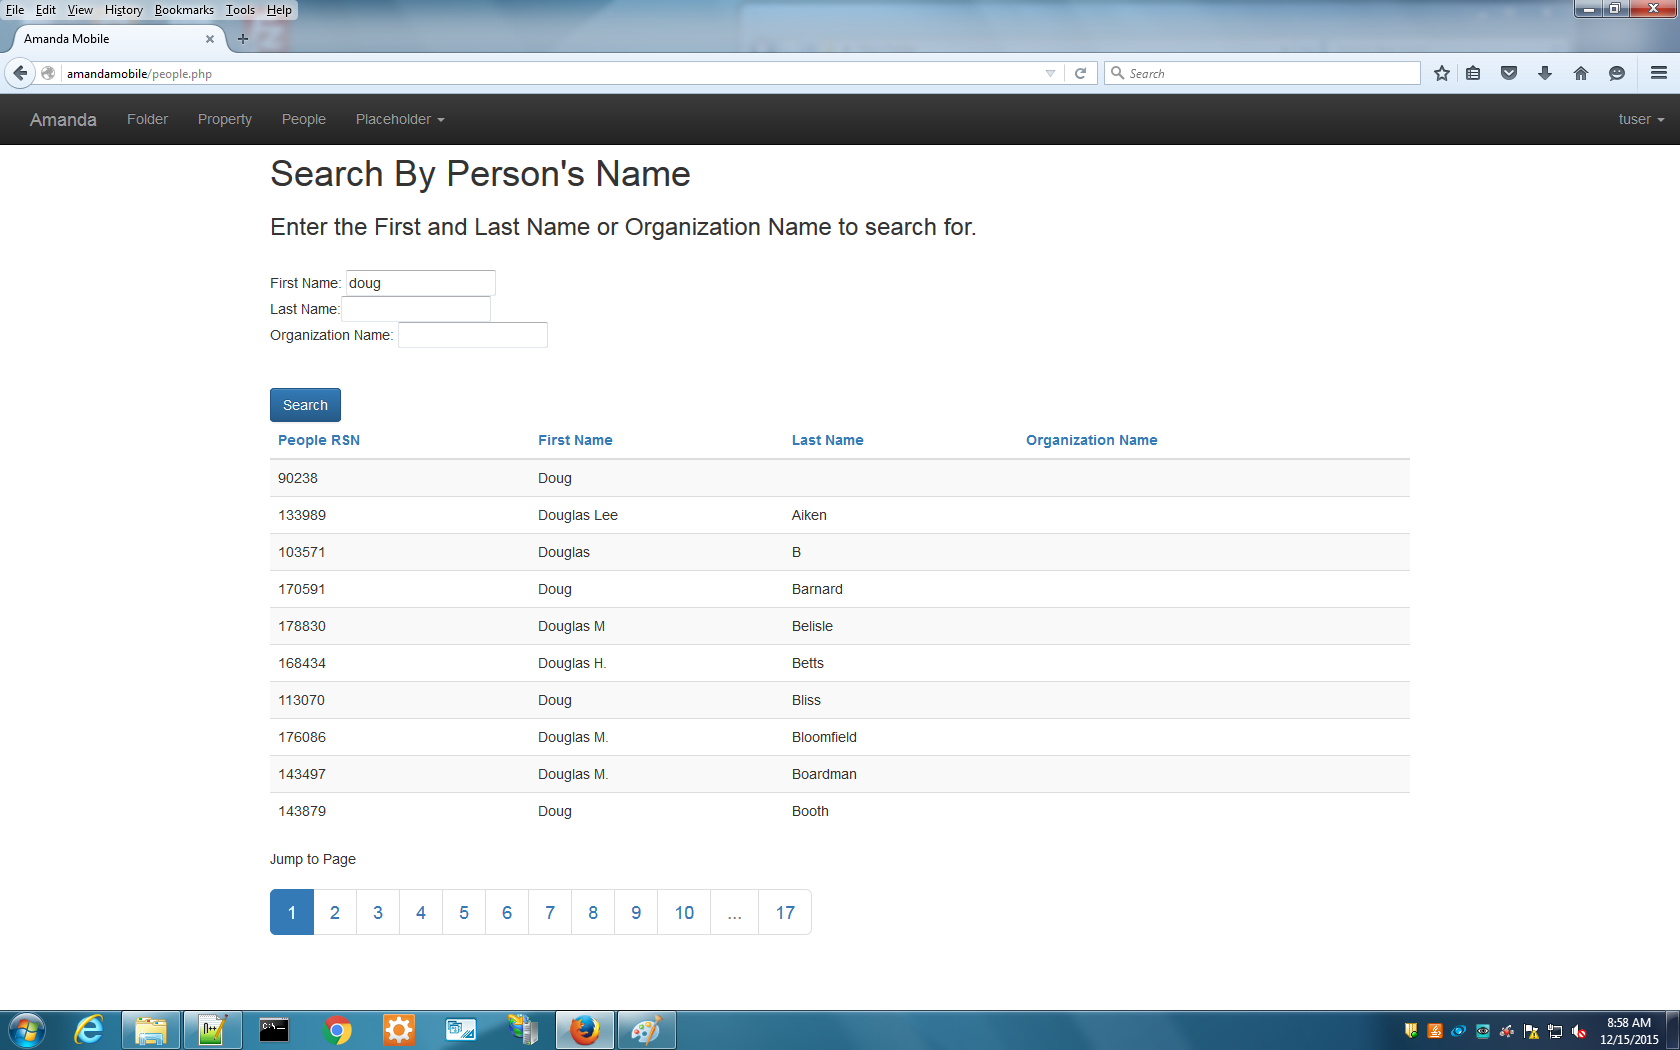 File Edit View History Bookmarks Tools Help
Amanda Mobile
amandamobile/people.php
Search
Amanda Folder Property People Placeholder tuser
Search By Person's Name
Enter the First and Last Name or Organization Name to search for.
First Name: doug
Last Name:
Organization Name:
Search
People RSN First Name Last Name Organization Name
90238 Doug
133989 Douglas Lee Aiken
103571 Douglas B
170591 Doug Barnard
178830 Douglas M Belisle
168434 Douglas H. Betts
113070 Doug Bliss
176086 Douglas M. Bloomfield
143497 Douglas M. Boardman
143879 Doug Booth
Jump to Page
1 2 3 4 5 6 7 8 9 10 ... 17
8:58 AM
12/15/2015